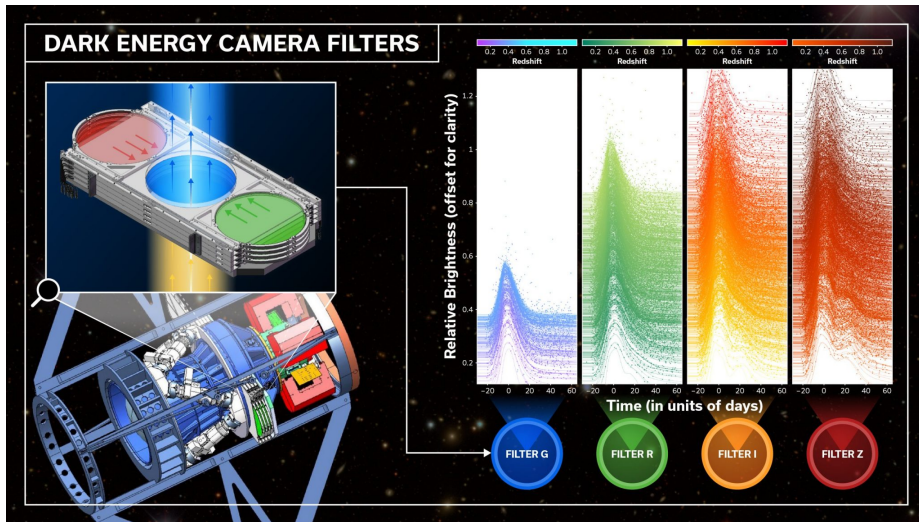 DARK ENERGY CAMERA FILTERS
0.2 0.4 0.6 0.8 1.0
Redshift
0.2 0.4 0.6 0.8 1.0
Redshift
0.2 0.4 0.6 0.8 1.0
Redshift
0.2 0.4 0.6 0.8 1.0
Redshift
Relative Brightness (offset for clarity)
1.2
1
0.8
0.6
0.4
0.2
−20 0 20 40 60
−20 0 20 40 60
−20 0 20 40 60
−20 0 20 40 60
Time (in units of days)
FILTER G
FILTER R
FILTER I
FILTER Z